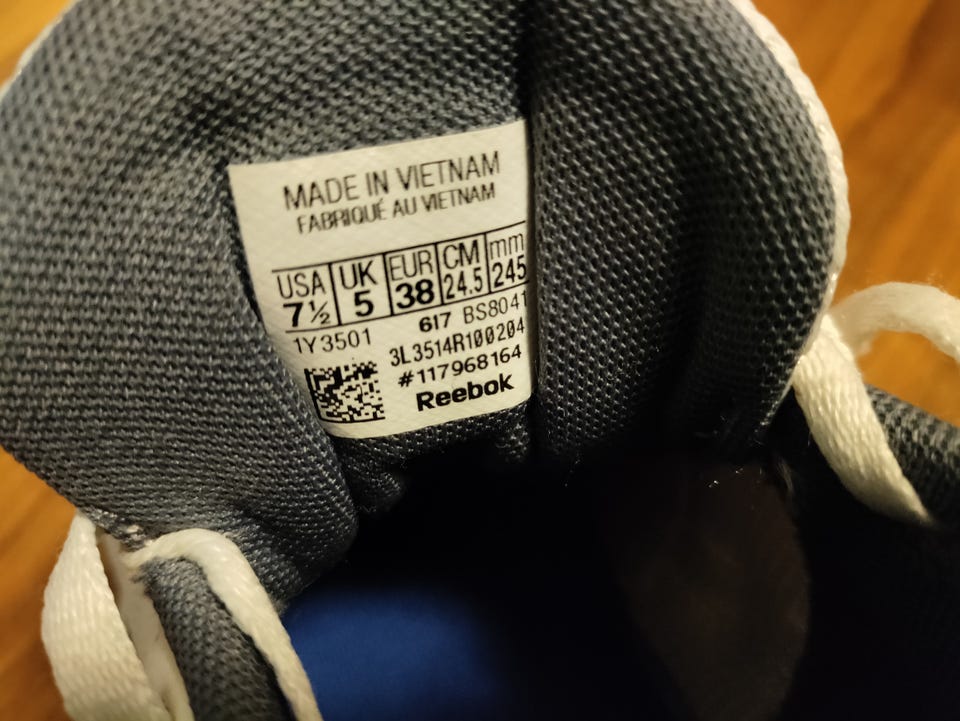 MADE IN VIETNAM
FABRIQUÉ AU VIETNAM
USA UK EUR CM mm
7½ 5 38 24.5 245
1Y3501 617 BS8041
3L3514R100204
#117968164
Reebok